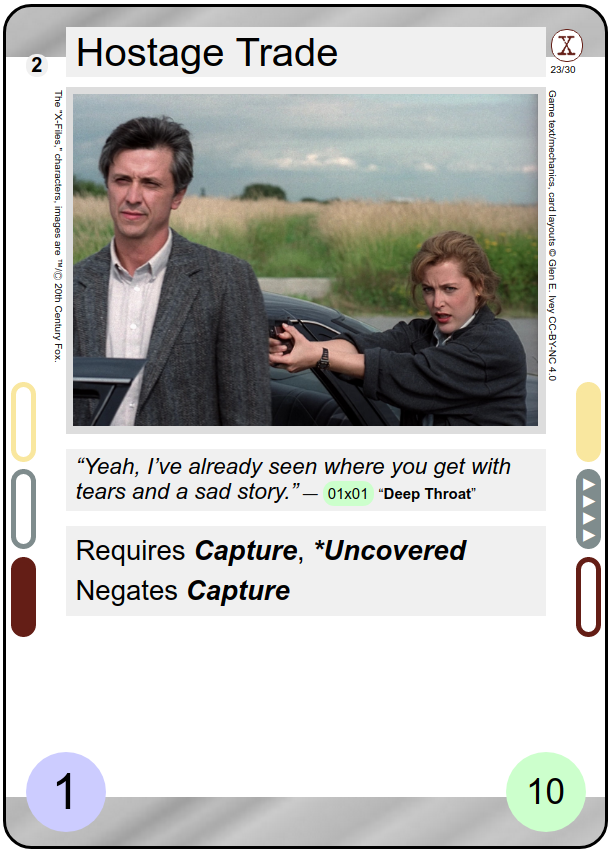 Hostage Trade
X
2
23/30
The "X-Files," characters, images are ™/© 20th Century Fox.
Game text/mechanics, card layouts © Glen E. Ivey CC-BY-NC 4.0
“Yeah, I’ve already seen where you get with
tears and a sad story.” — 01x01 “Deep Throat”
Requires Capture, *Uncovered
Negates Capture
1
10